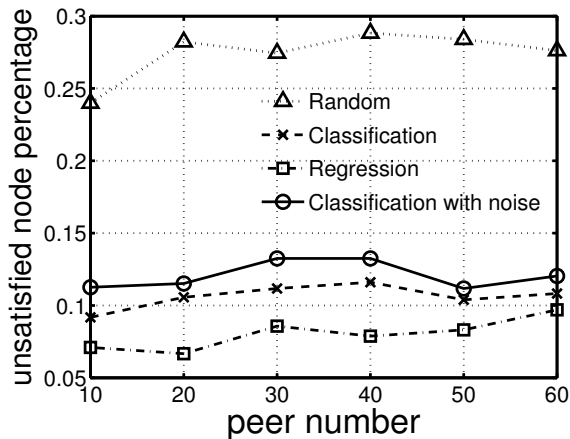 unsatisfied node percentage
0.3
0.25
0.2
0.15
0.1
0.05
Random
Classification
Regression
Classification with noise
10 20 30 40 50 60
peer number